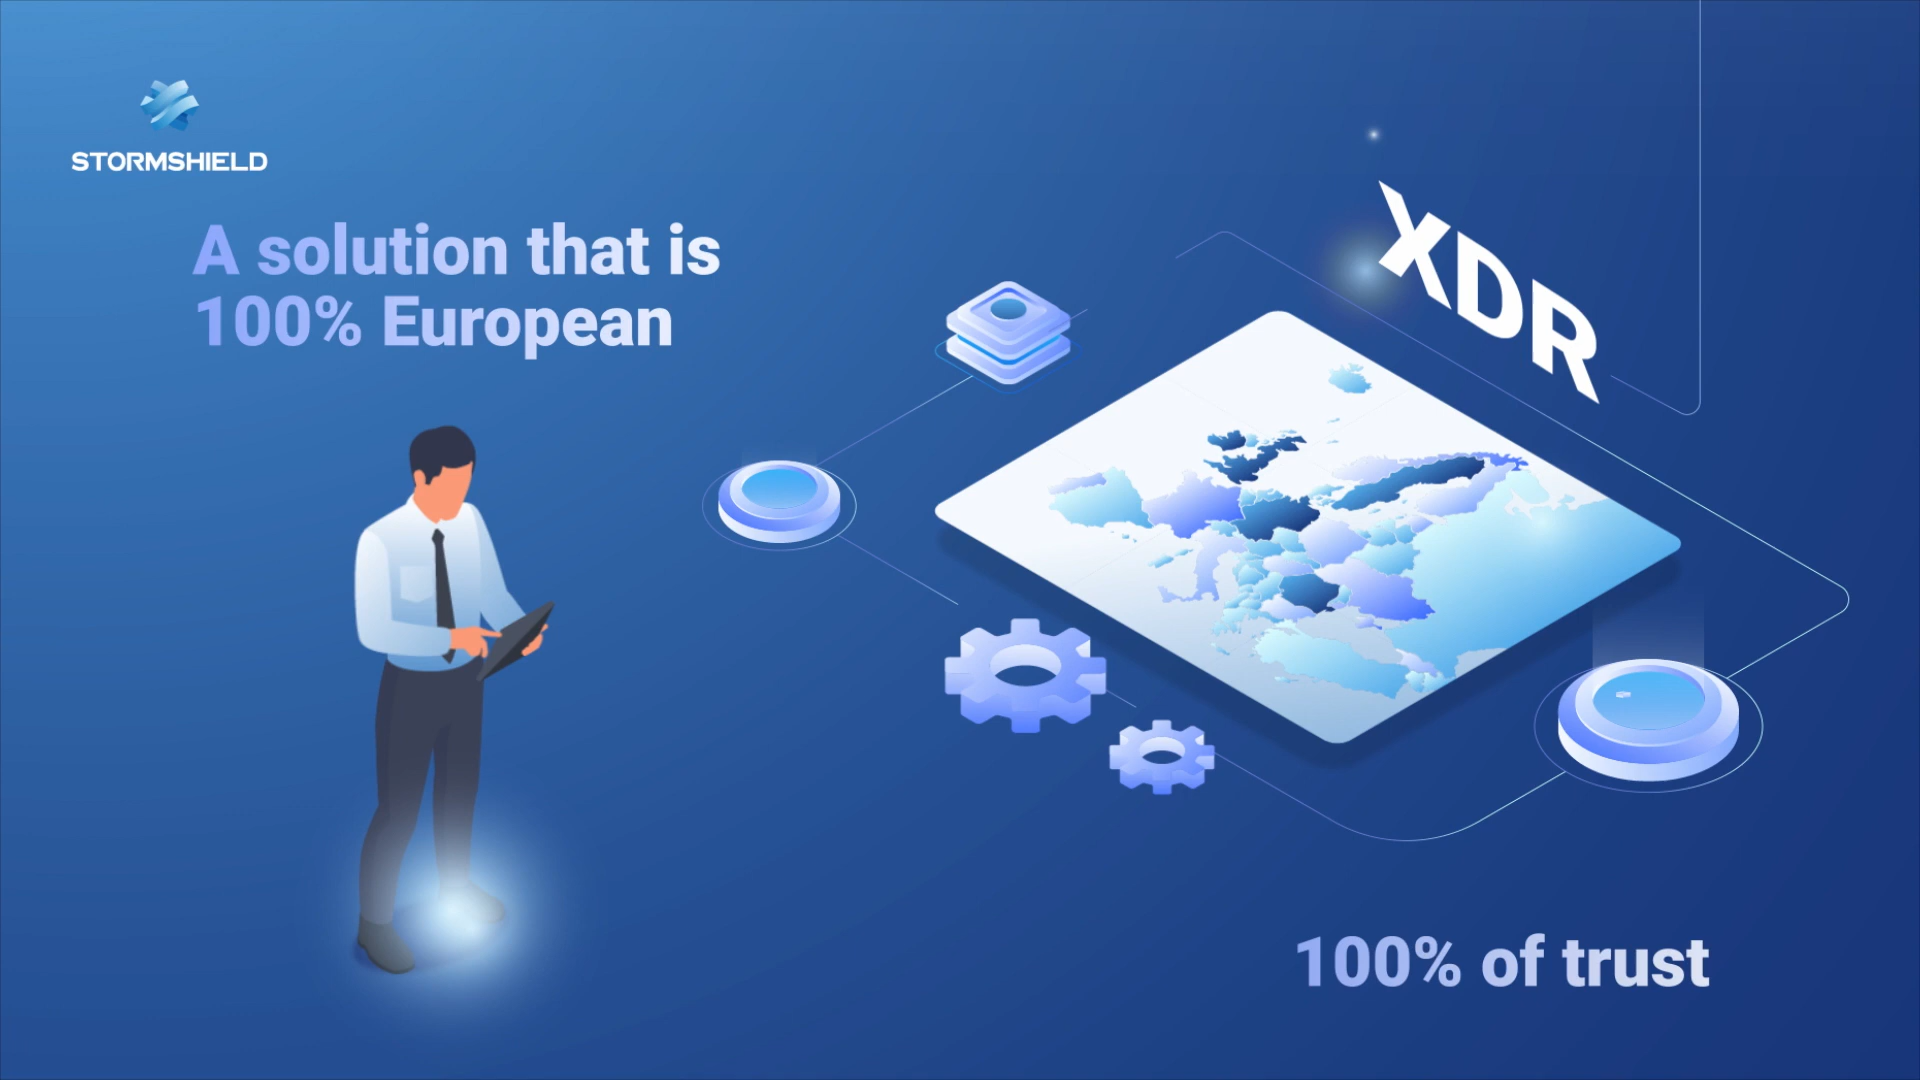 STORMSHIELD
A solution that is
100% European
XDR
100% of trust